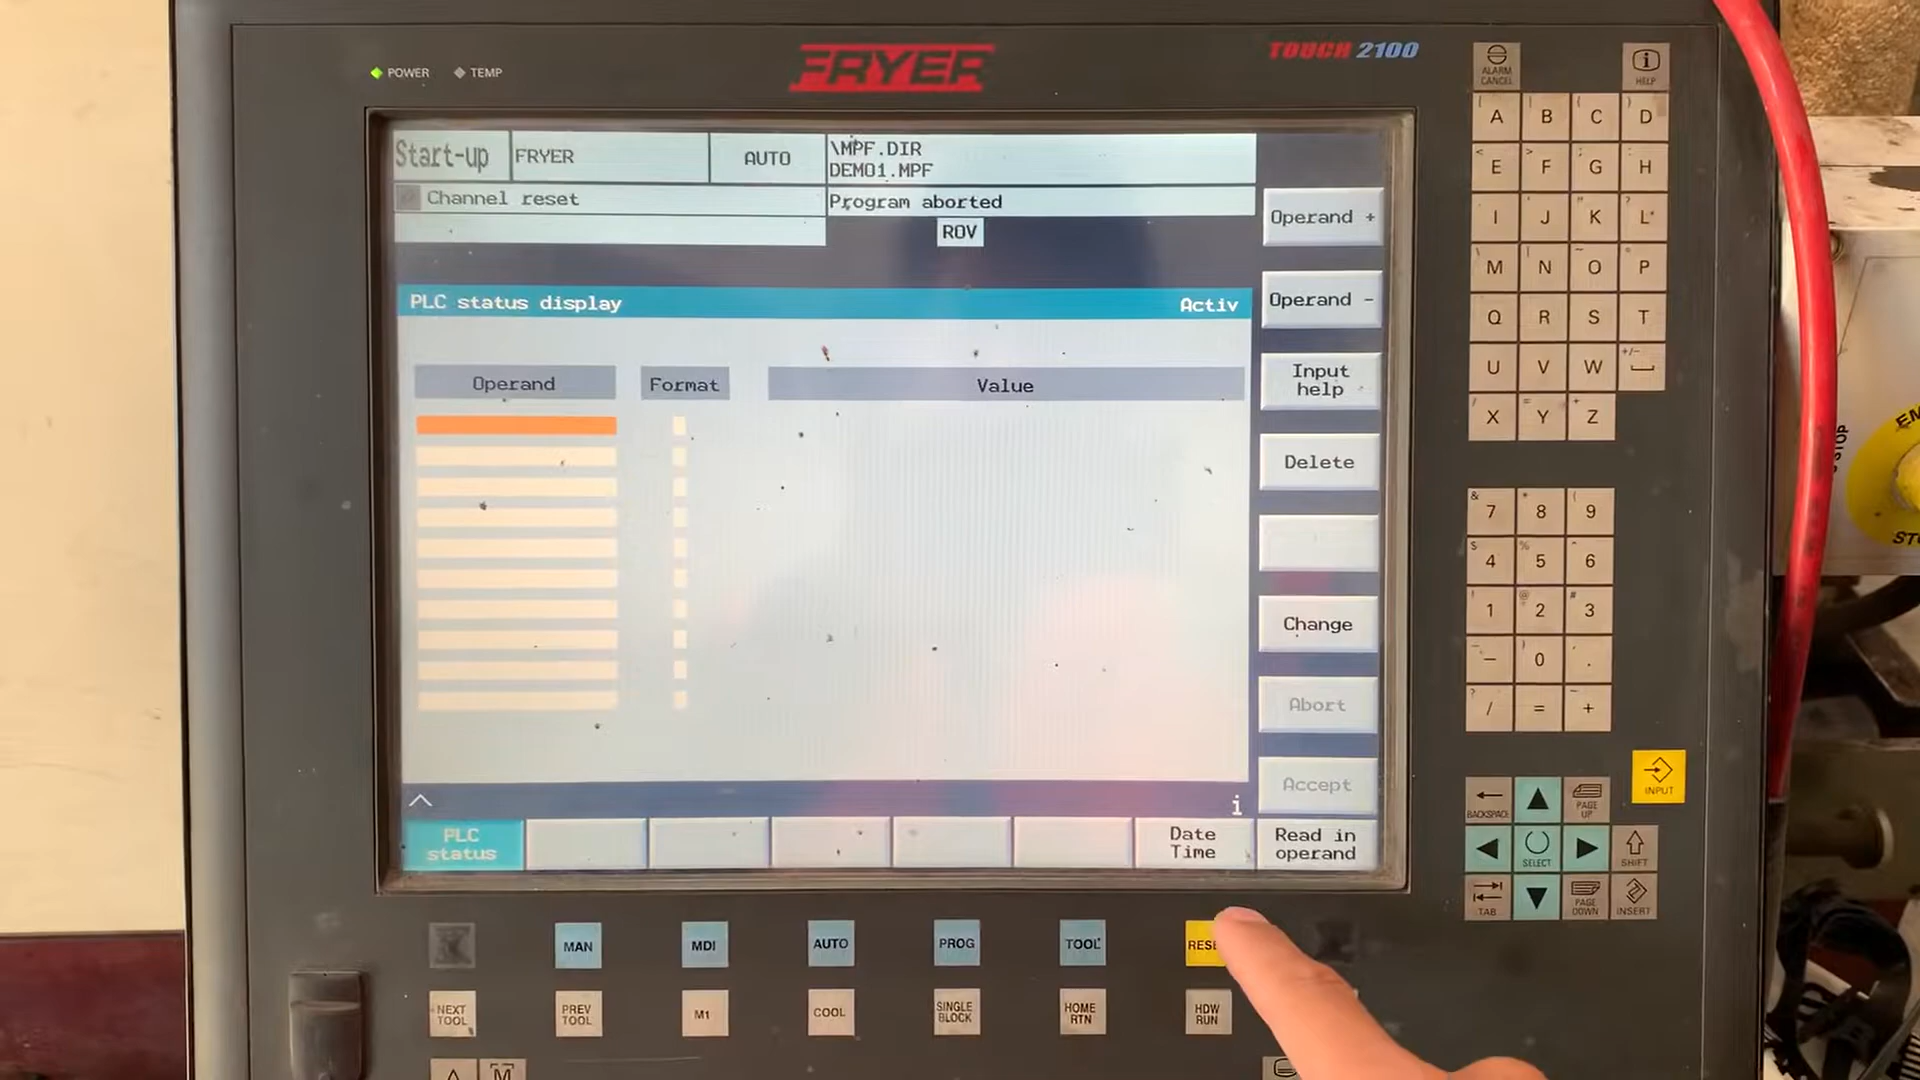 POWER
TEMP
FRYER
TOUCH 2100
Start-up
FRYER
AUTO
\MPF.DIR
DEMO1.MPF
Channel reset
Program aborted
ROV
PLC status display
Activ
Operand
Format
Value
Operand +
Operand -
Input
help
Delete
Change
Abort
Accept
i
PLC
status
Date
Time
Read in
operand
MAN
MDI
AUTO
PROG
TOOL
RESE
NEXT
TOOL
PREV
TOOL
M1
COOL
SINGLE
BLOCK
HOME
RTN
HDW
RUN
M
ALARM
CANCEL
i
HELP
A
B
C
D
E
F
G
H
I
J
K
L
M
N
O
P
Q
R
S
T
U
V
W
X
Y
Z
& 7
* 8
( 9
$ 4
% 5
6
! 1
@ 2
# 3
-
) 0
.
? /
=
+
INPUT
BACKSPACE
PAGE
UP
SELECT
SHIFT
TAB
PAGE
DOWN
INSERT
STOP
EM
STO